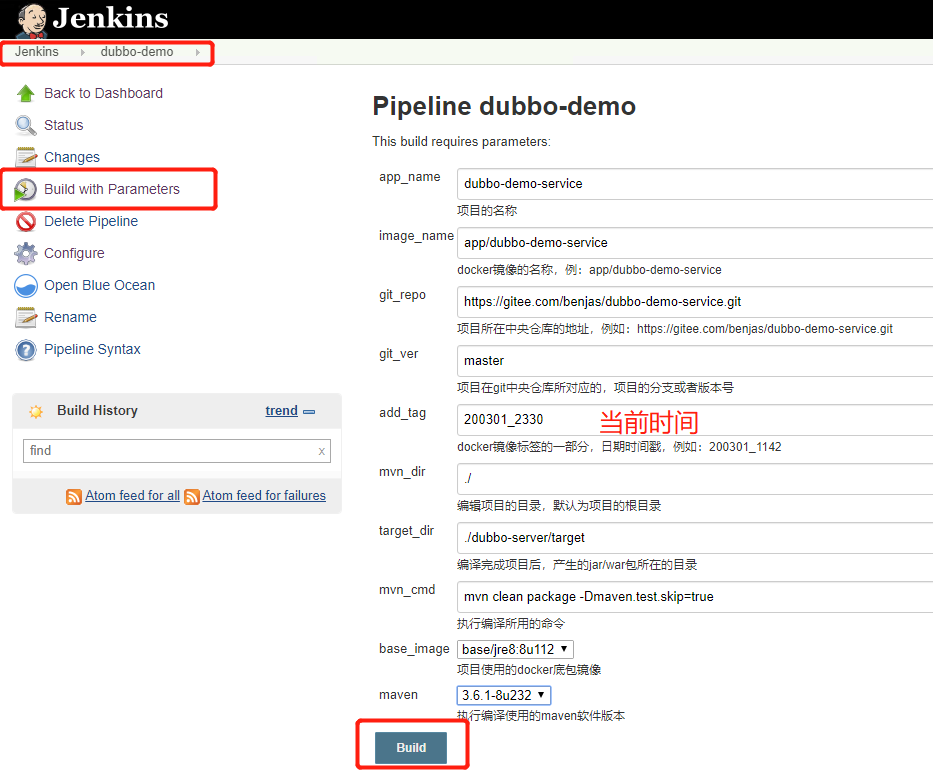 Jenkins
Jenkins dubbo-demo
Back to Dashboard
Status
Changes
Build with Parameters
Delete Pipeline
Configure
Open Blue Ocean
Rename
Pipeline Syntax
Build History trend
find x
Atom feed for all Atom feed for failures
Pipeline dubbo-demo
This build requires parameters:
app_name dubbo-demo-service
项目的名称
image_name app/dubbo-demo-service
docker镜像的名称，例：app/dubbo-demo-service
git_repo https://gitee.com/benjas/dubbo-demo-service.git
项目所在中央仓库的地址，例如：https://gitee.com/benjas/dubbo-demo-service.git
git_ver master
项目在git中央仓库所对应的，项目的分支或者版本号
add_tag 200301_2330 当前时间
docker镜像标签的一部分，日期时间戳，例如：200301_1142
mvn_dir ./
编辑项目的目录，默认为项目的根目录
target_dir ./dubbo-server/target
编译完成项目后，产生的jar/war包所在的目录
mvn_cmd mvn clean package -Dmaven.test.skip=true
执行编译所用的命令
base_image base/jre8:8u112
项目使用的docker底包镜像
maven 3.6.1-8u232
执行编译使用的maven软件版本
Build